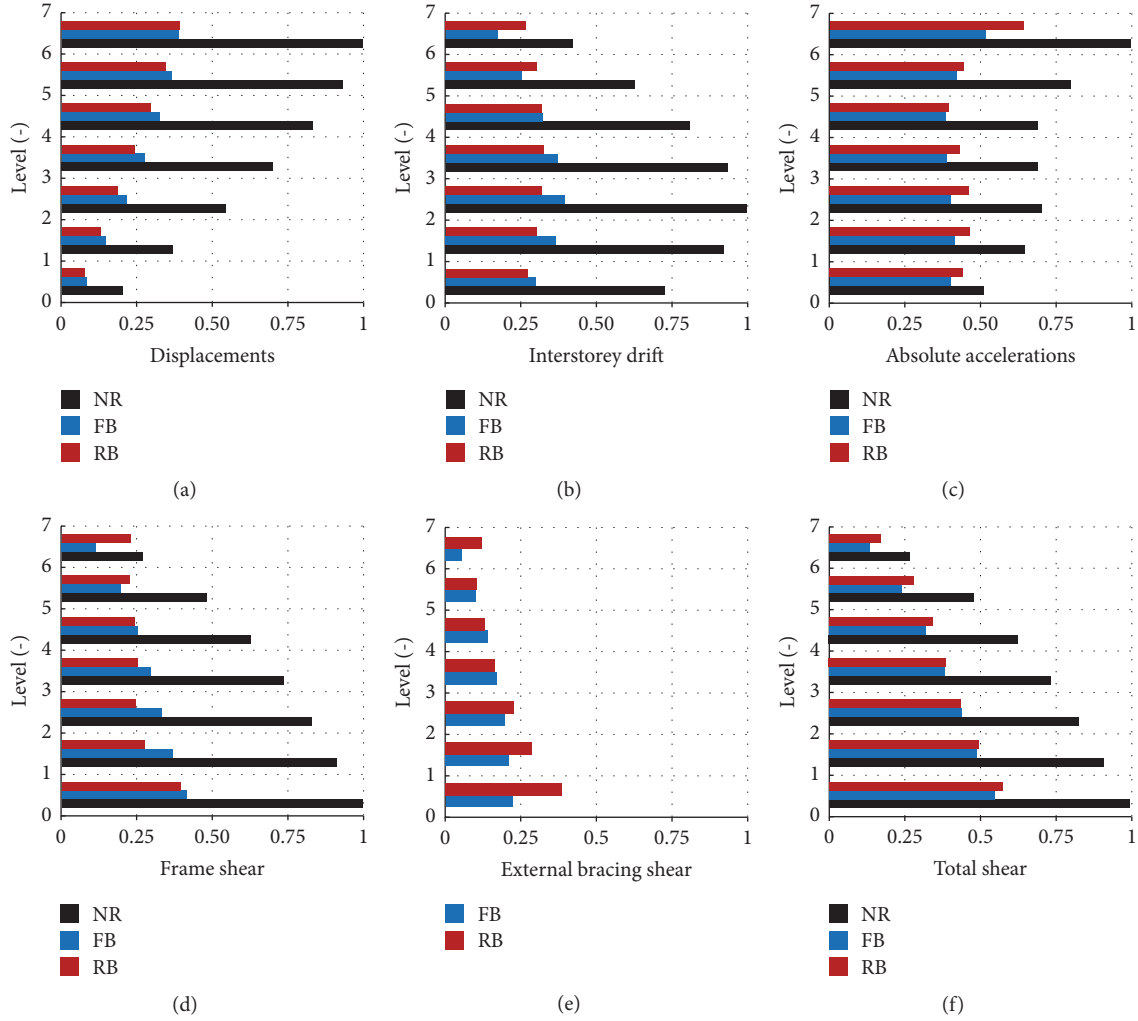 7
6
5
4
3
2
1
0
Level (-)
0 0.25 0.50 0.75 1
Displacements
NR
FB
RB
(a)
7
6
5
4
3
2
1
0
Level (-)
0 0.25 0.50 0.75 1
Interstorey drift
NR
FB
RB
(b)
7
6
5
4
3
2
1
0
Level (-)
0 0.25 0.50 0.75 1
Absolute accelerations
NR
FB
RB
(c)
7
6
5
4
3
2
1
0
Level (-)
0 0.25 0.5 0.75 1
Frame shear
NR
FB
RB
(d)
7
6
5
4
3
2
1
0
Level (-)
0 0.25 0.5 0.75 1
External bracing shear
FB
RB
(e)
7
6
5
4
3
2
1
0
Level (-)
0 0.25 0.5 0.75 1
Total shear
NR
FB
RB
(f)